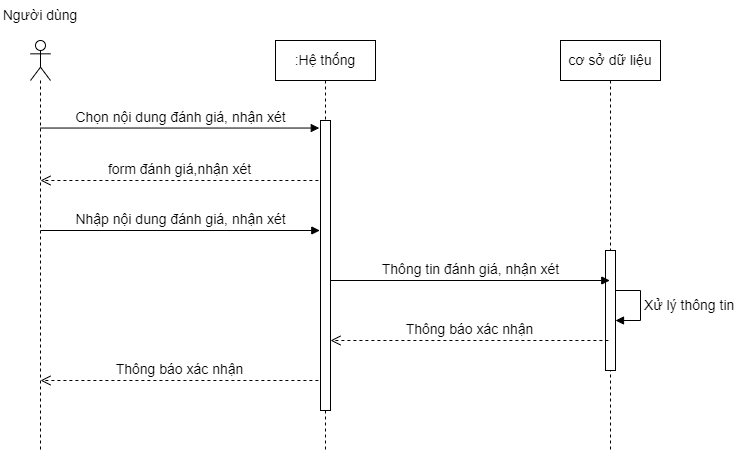 Người dùng
:Hệ thống
cơ sở dữ liệu
Chọn nội dung đánh giá, nhận xét
form đánh giá,nhận xét
Nhập nội dung đánh giá, nhận xét
Thông tin đánh giá, nhận xét
Xử lý thông tin
Thông báo xác nhận
Thông báo xác nhận